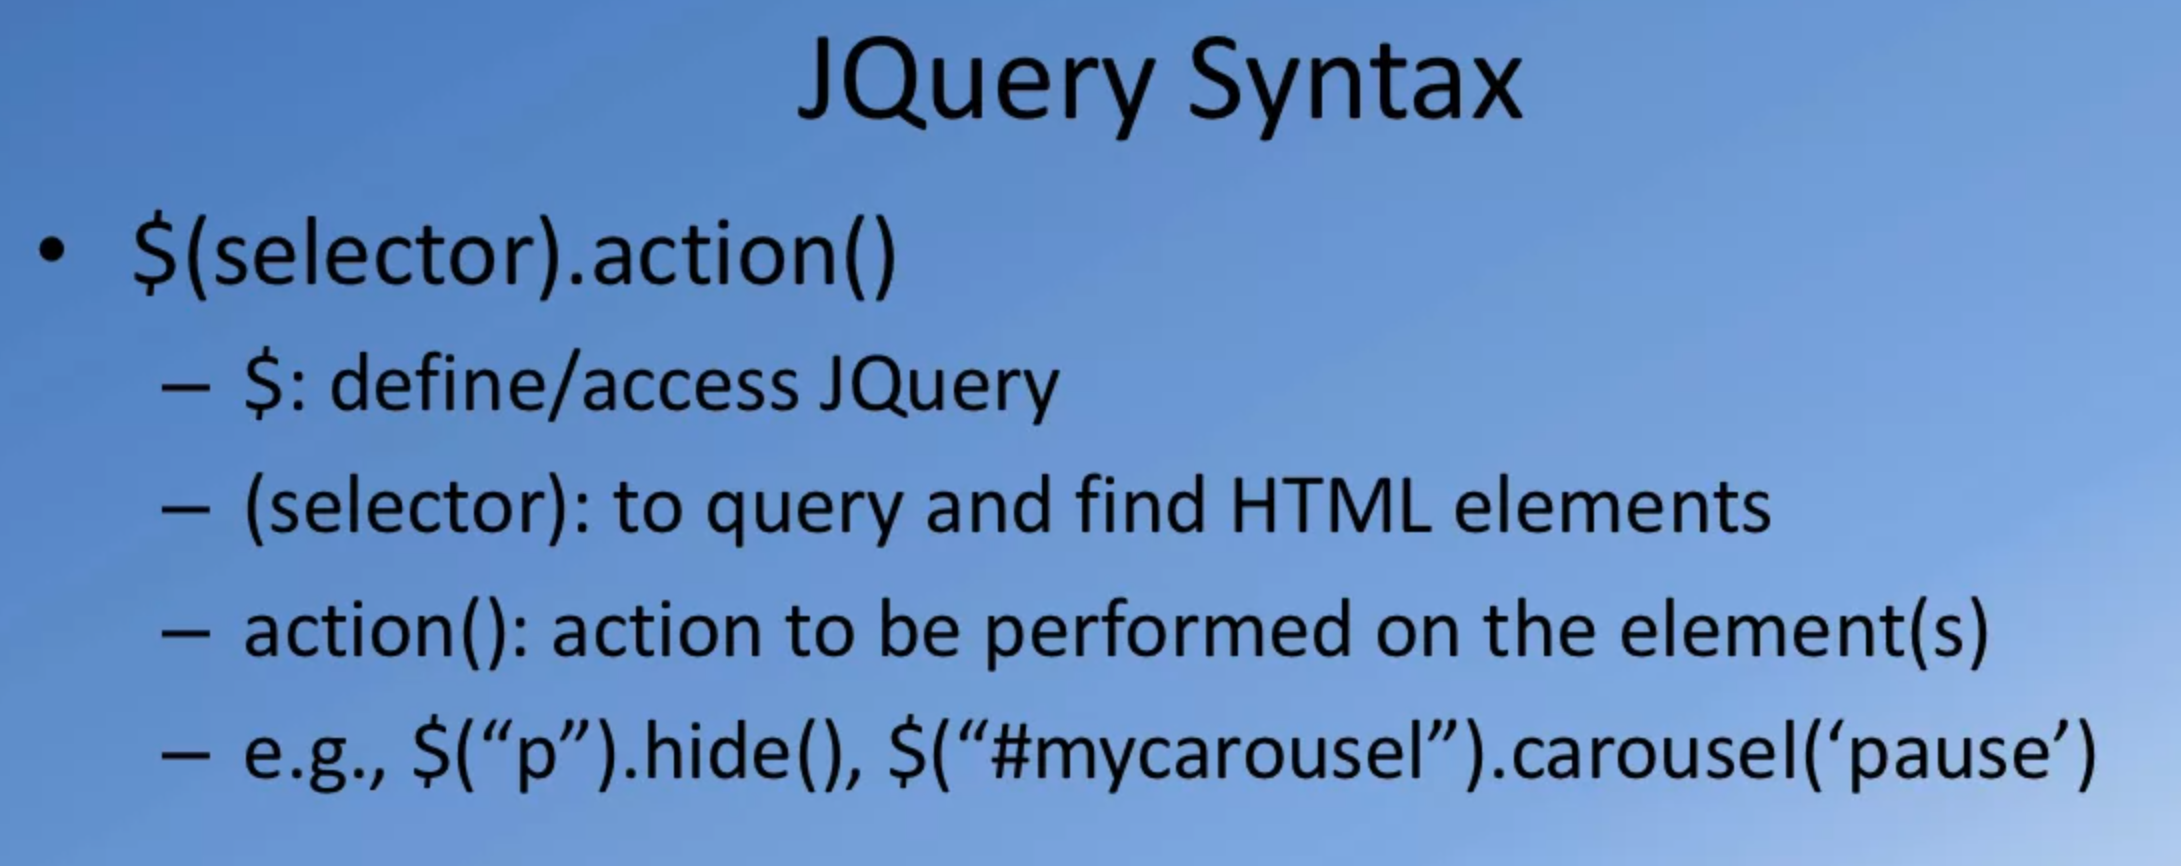 JQuery Syntax
• $(selector).action()
– $: define/access JQuery
– (selector): to query and find HTML elements
– action(): action to be performed on the element(s)
– e.g., $(“p”).hide(), $(“#mycarousel”).carousel(‘pause’)